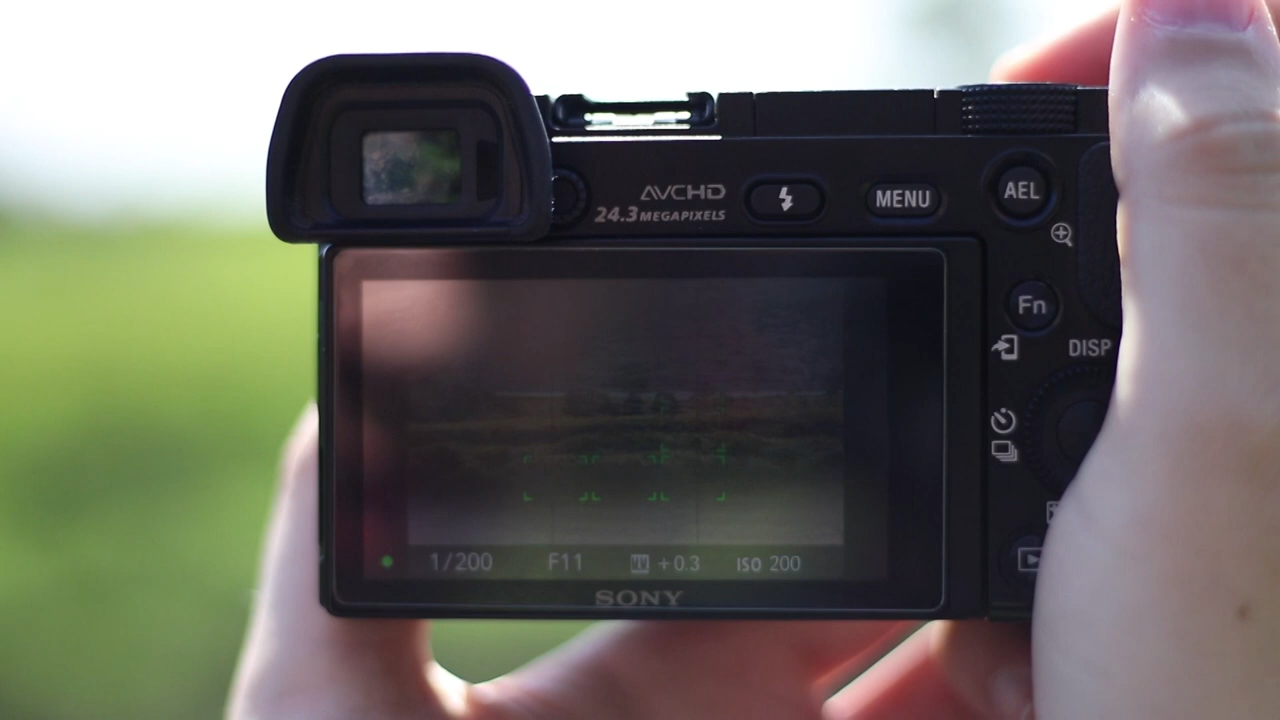 AVCHD
24.3 MEGAPIXELS
MENU
AEL
Fn
DISP
1/200 F11 +0.3 ISO 200
SONY